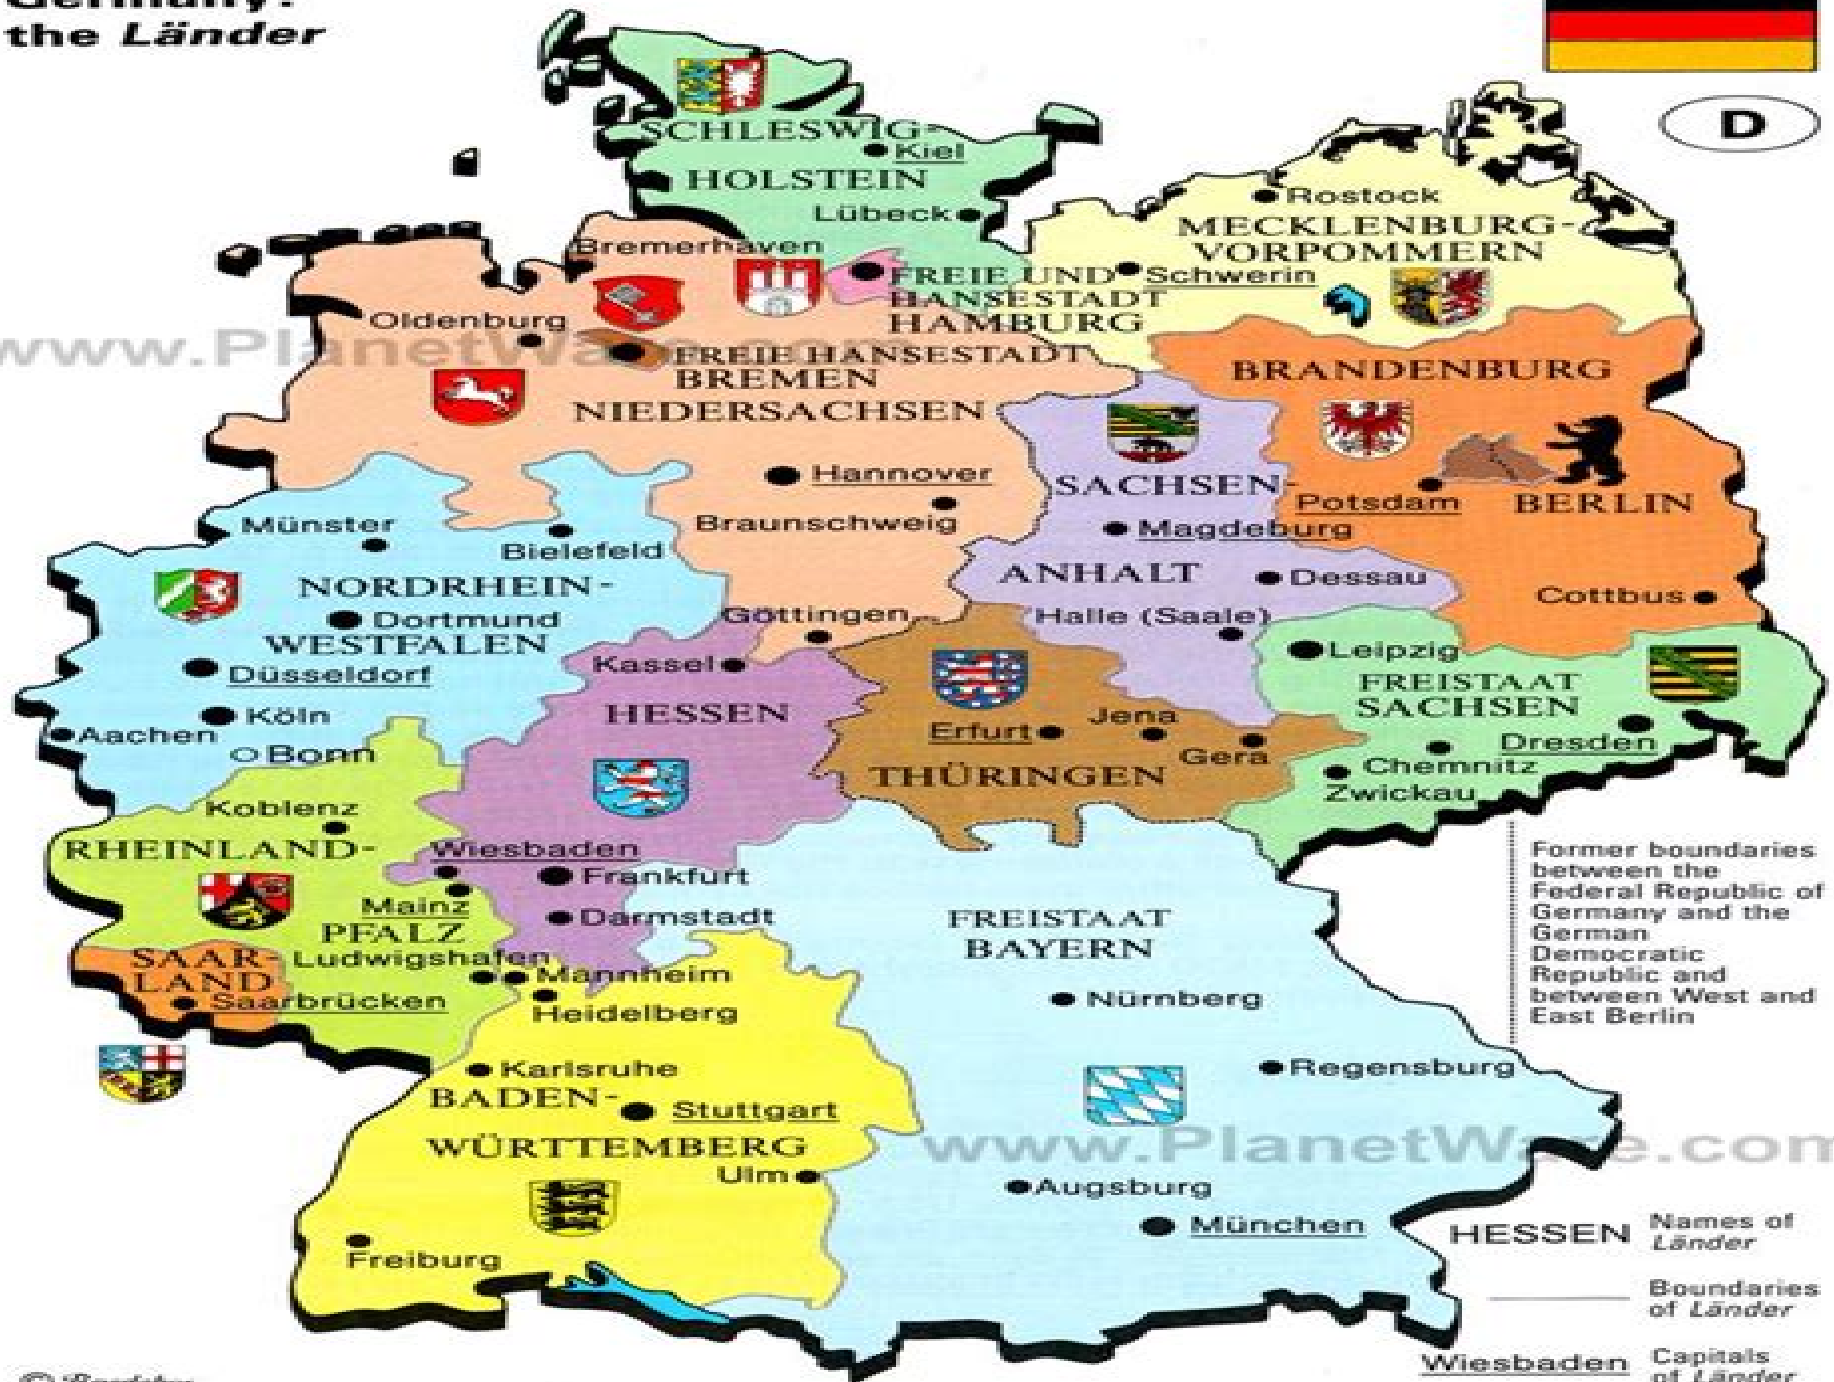 Germany:
the Länder
D
SCHLESWIG-
Kiel
HOLSTEIN
Lübeck
Rostock
MECKLENBURG-
VORPOMMERN
Schwerin
Bremerhaven
FREIE UND
HANSESTADT
HAMBURG
Oldenburg
www.PlanetWare.com
FREIE HANSESTADT
BREMEN
NIEDERSACHSEN
BRANDENBURG
Hannover
Braunschweig
SACHSEN-
Potsdam
BERLIN
Magdeburg
Münster
Bielefeld
ANHALT
Dessau
NORDRHEIN-
Cottbus
Göttingen
Halle (Saale)
Dortmund
WESTFALEN
Düsseldorf
Kassel
Leipzig
FREISTAAT
SACHSEN
HESSEN
Köln
Aachen
Bonn
Erfurt
Jena
Gera
Dresden
THÜRINGEN
Chemnitz
Zwickau
Koblenz
RHEINLAND-
Wiesbaden
Frankfurt
Mainz
Darmstadt
PFALZ
FREISTAAT
BAYERN
SAAR-
LAND
Ludwigshafen
Mannheim
Saarbrücken
Heidelberg
Nürnberg
Karlsruhe
Regensburg
BADEN-
Stuttgart
WÜRTTEMBERG
Ulm
www.PlanetWare.com
Augsburg
München
Freiburg
Former boundaries
between the
Federal Republic of
Germany and the
German
Democratic
Republic and
between West and
East Berlin
HESSEN
Names of
Länder
Boundaries
of Länder
Wiesbaden
Capitals
of Länder